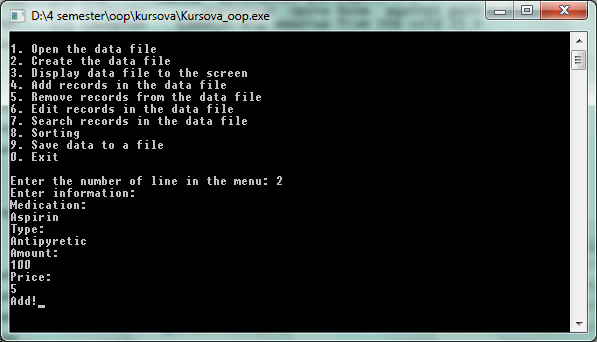 D:\4 semester\oop\kursova\Kursova_oop.exe
1. Open the data file
2. Create the data file
3. Display data file to the screen
4. Add records in the data file
5. Remove records from the data file
6. Edit records in the data file
7. Search records in the data file
8. Sorting
9. Save data to a file
0. Exit
Enter the number of line in the menu: 2
Enter information:
Medication:
Aspirin
Type:
Antipyretic
Amount:
100
Price:
5
Add!_